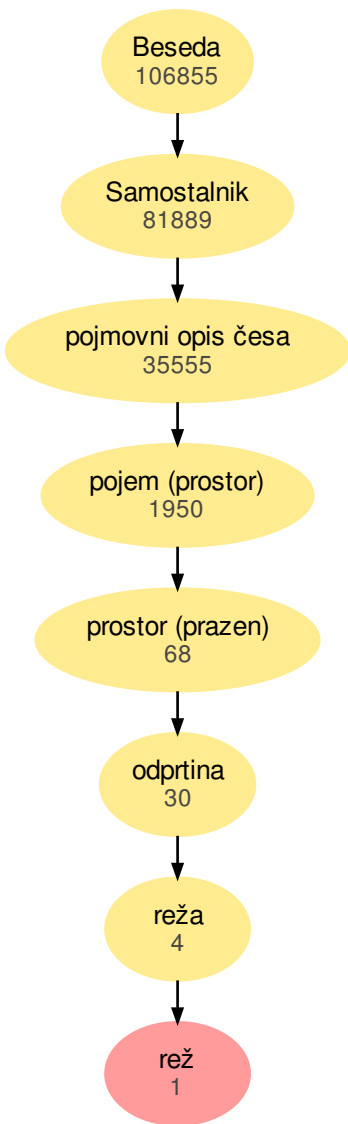 Beseda
106855
Samostalnik
81889
pojmovni opis česa
35555
pojem (prostor)
1950
prostor (prazen)
68
odprtina
30
reža
4
rež
1